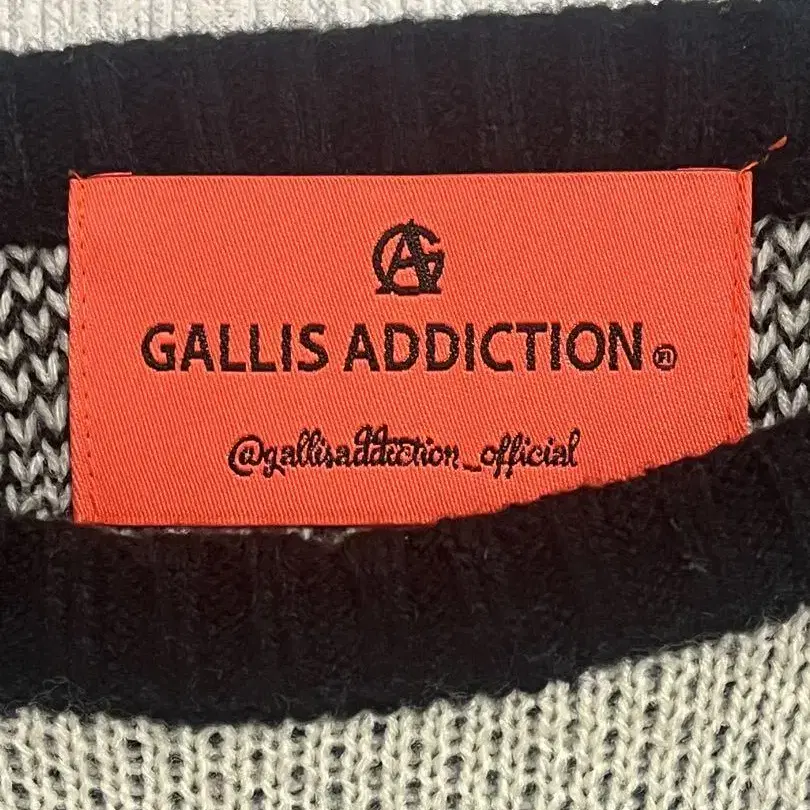 GA
GALLIS ADDICTION®
@gallisaddiction_official